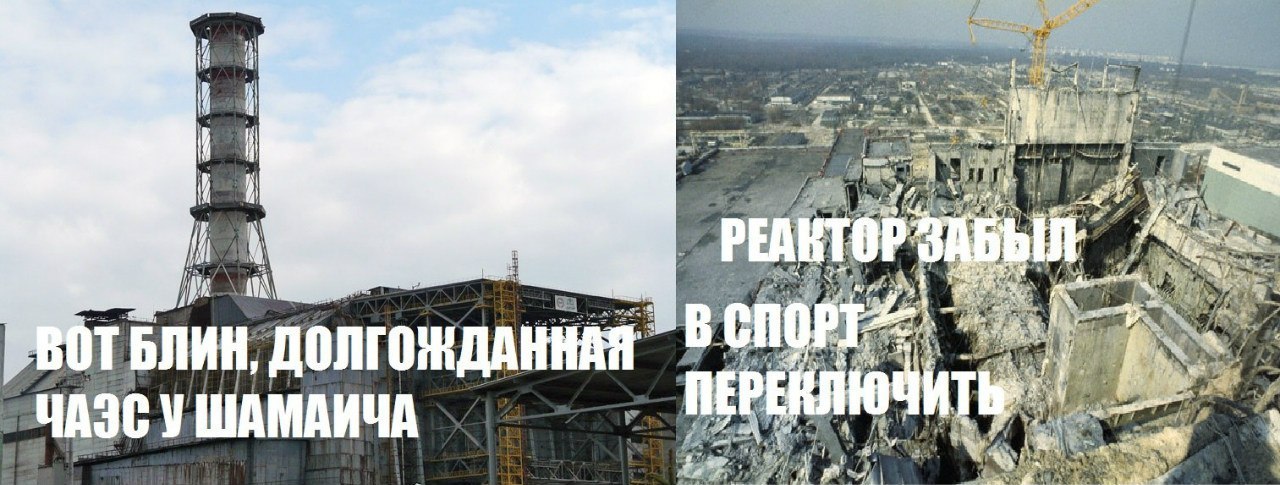 ВОТ БЛИН, ДОЛГОЖДАННАЯ
ЧАЭС У ШАМАИЧА
РЕАКТОР ЗАБЫЛ
В СПОРТ
ПЕРЕКЛЮЧИТЬ